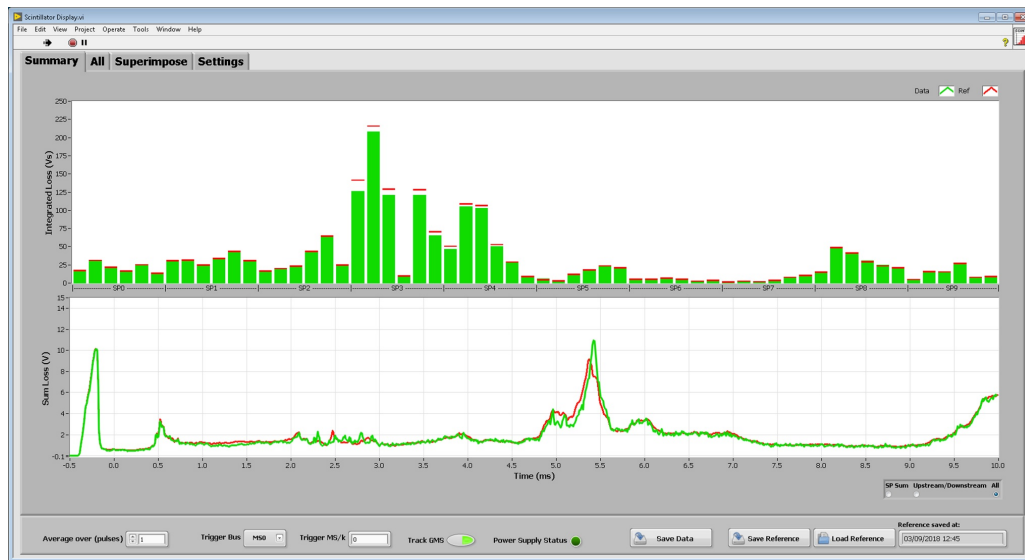 Scintillator Display.vi
File Edit View Project Operate Tools Window Help
Summary All Superimpose Settings
Data Ref
Integrated Loss (Vs)
250
225
200
175
150
125
100
75
50
25
0
SP0 SP1 SP2 SP3 SP4 SP5 SP6 SP7 SP8 SP9
Sum Loss (V)
15
14
12
10
8
6
4
2
-0.1
-0.5 0.0 0.5 1.0 1.5 2.0 2.5 3.0 3.5 4.0 4.5 5.0 5.5 6.0 6.5 7.0 7.5 8.0 8.5 9.0 9.5 10.0
Time (ms)
SP Sum Upstream/Downstream All
Reference saved at:
Average over (pulses) 1 Trigger Bus MS0 Trigger MS/k 0 Track GMS Power Supply Status Save Data Save Reference Load Reference 03/09/2018 12:45